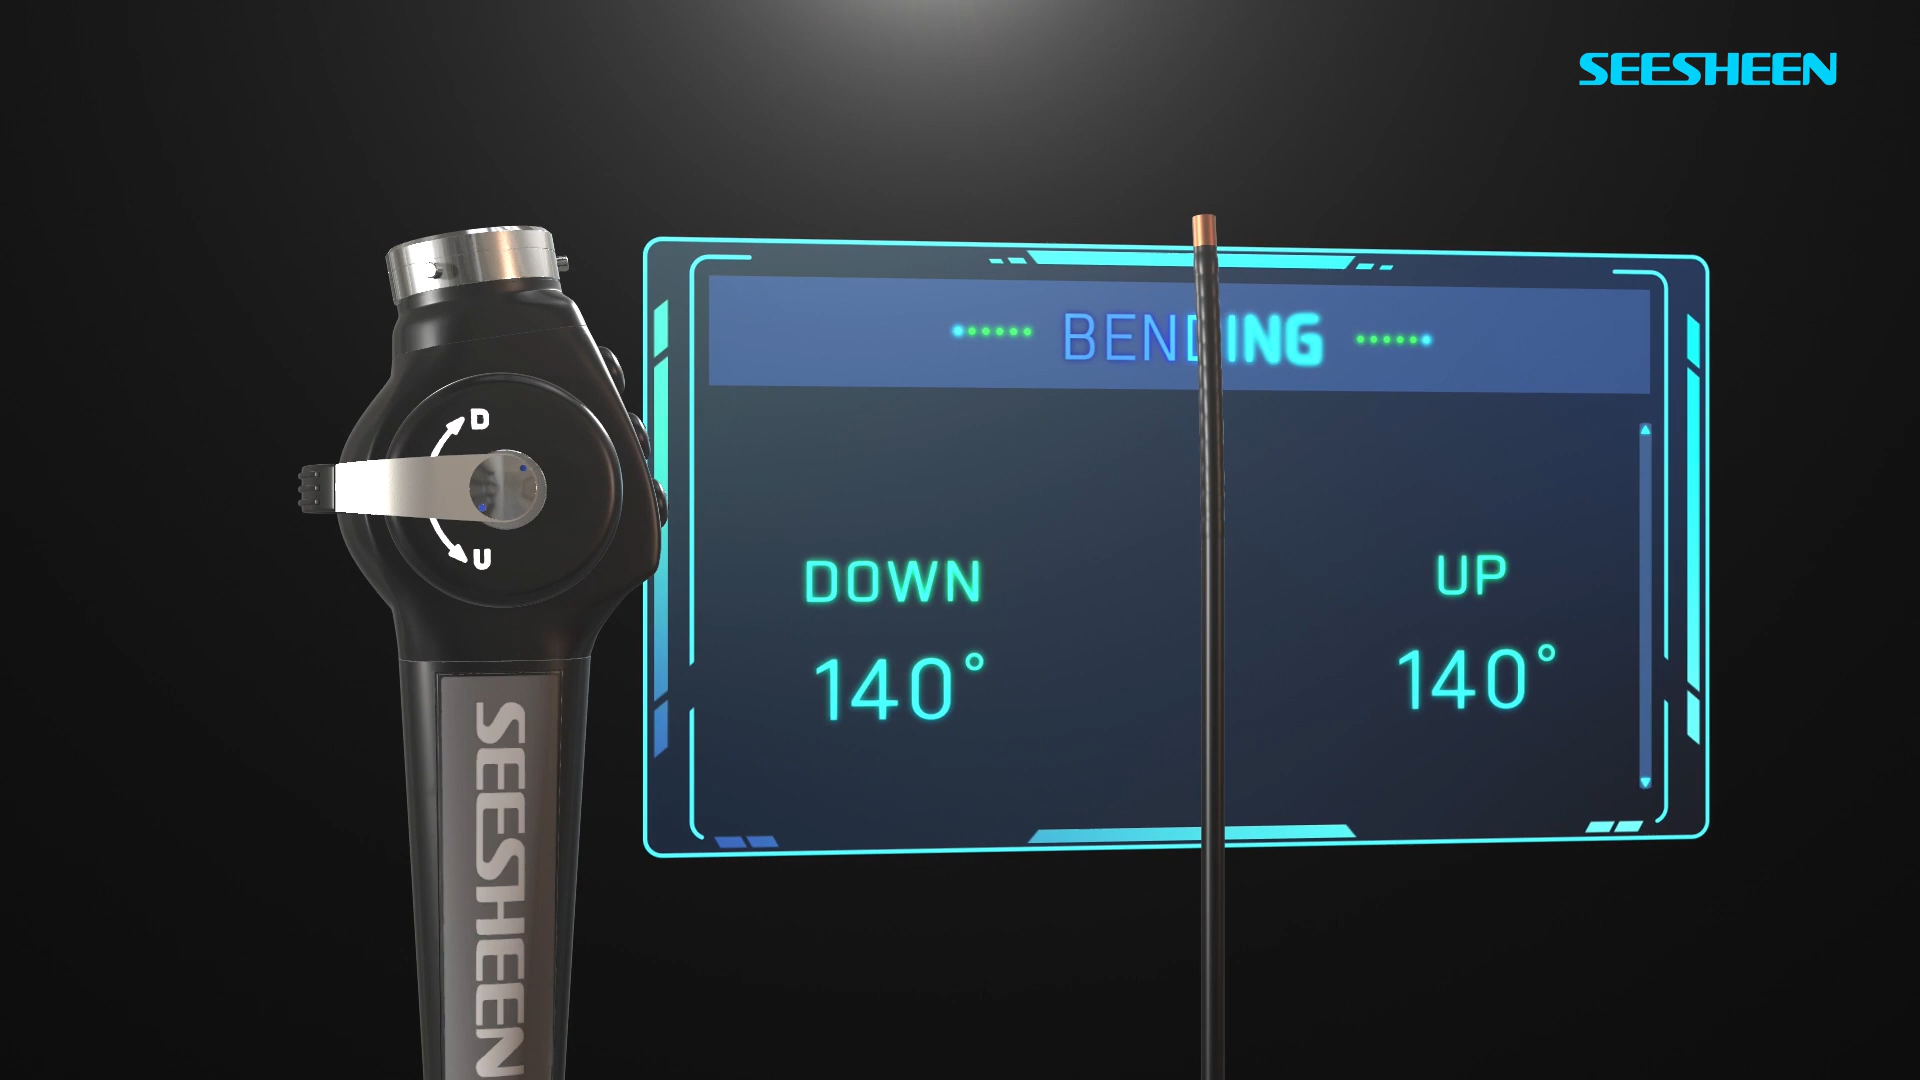 SEESHEEN
BENDING
D
U
DOWN
UP
140°
140°
SEESHEEN